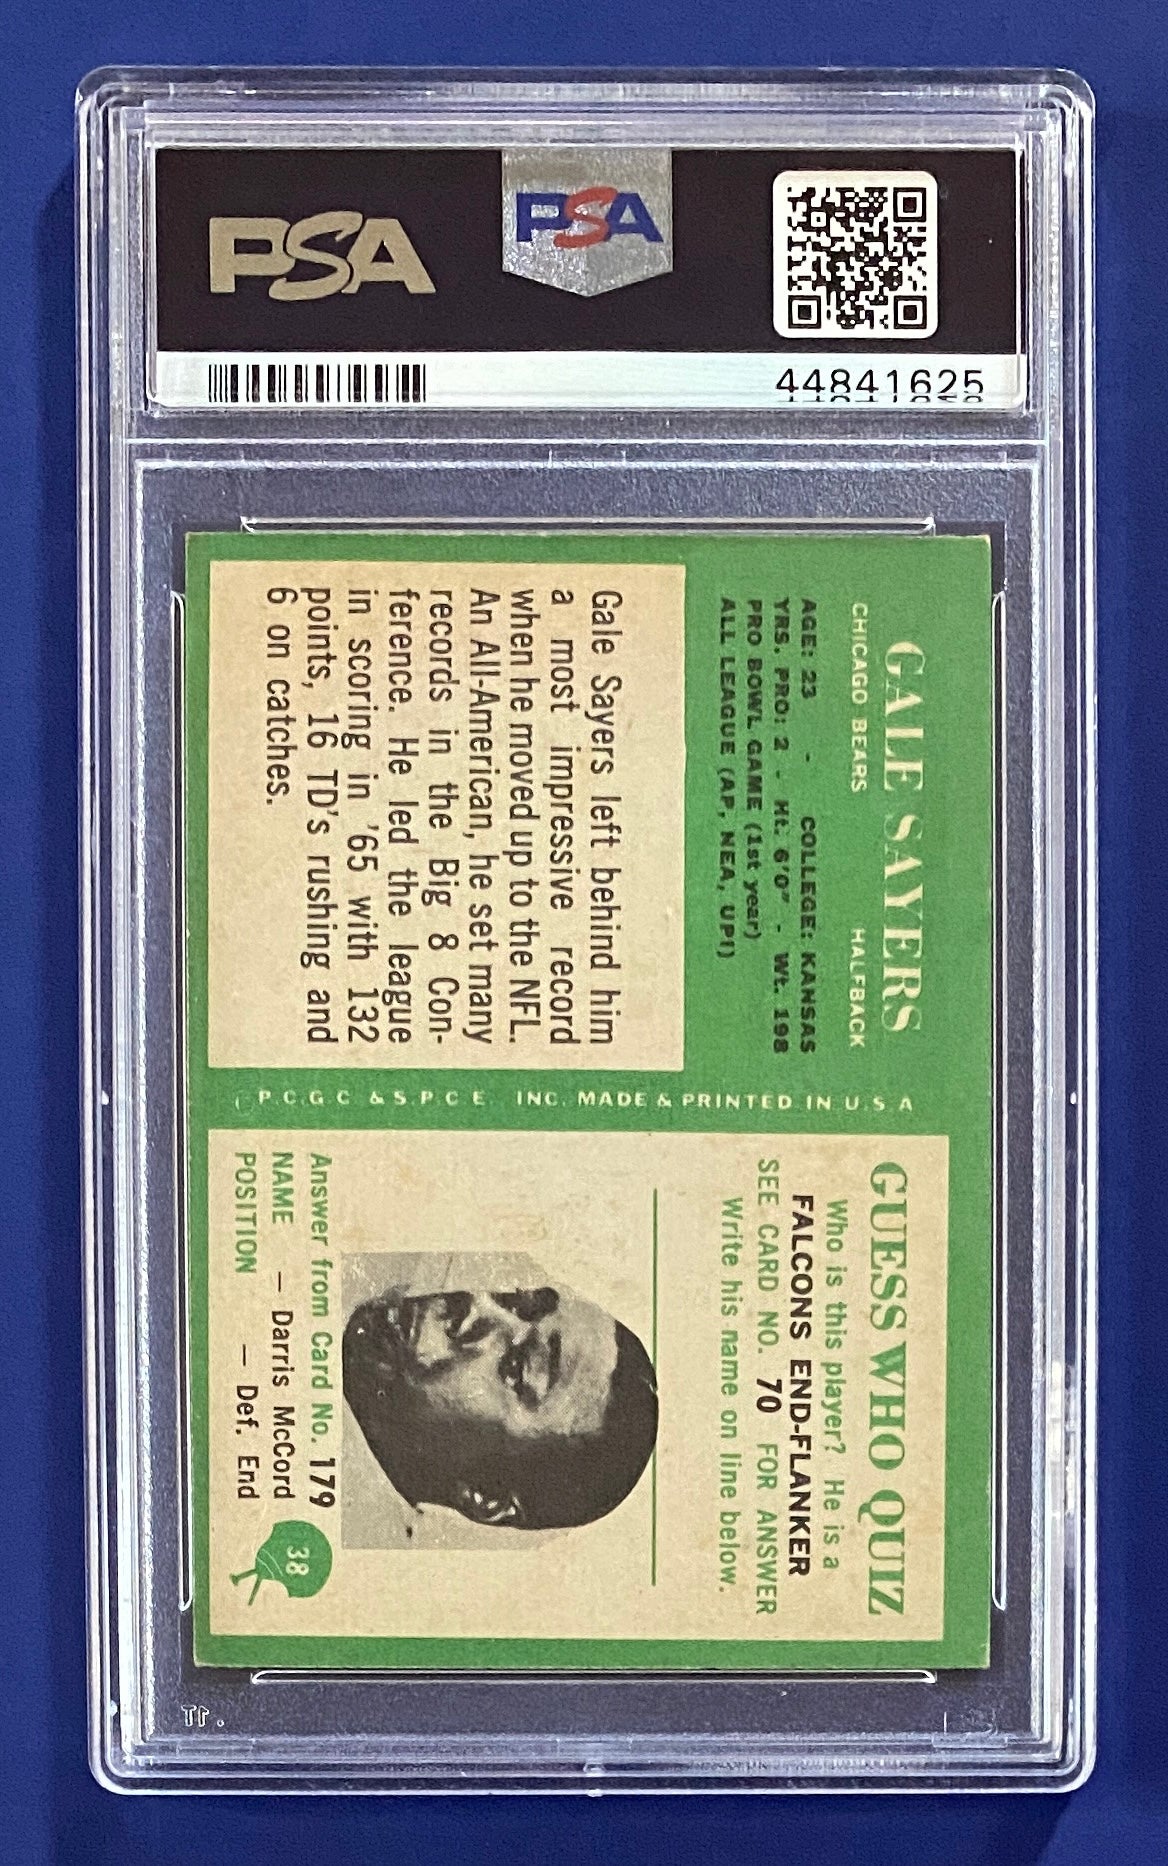 PSA
PSA
44841625
GALE SAYERS
CHICAGO BEARS HALFBACK
AGE: 23 - COLLEGE: KANSAS
YRS. PRO: 2 - Ht. 6'0" - Wt. 198
PRO BOWL GAME (1st year)
ALL LEAGUE (AP, NEA, UPI)
Gale Sayers left behind him
a most impressive record
when he moved up to the NFL.
An All-American, he set many
records in the Big 8 Con-
ference. He led the league
in scoring in '65 with 132
points, 16 TD's rushing and
6 on catches.
© P.C.G.C. & S.P.C.E. INC. MADE & PRINTED IN U.S.A
GUESS WHO QUIZ
Who is this player? He is a
FALCONS END-FLANKER
SEE CARD NO. 70 FOR ANSWER
Write his name on line below.
Answer from Card No. 179
NAME — Darris McCord
POSITION — Def. End
38